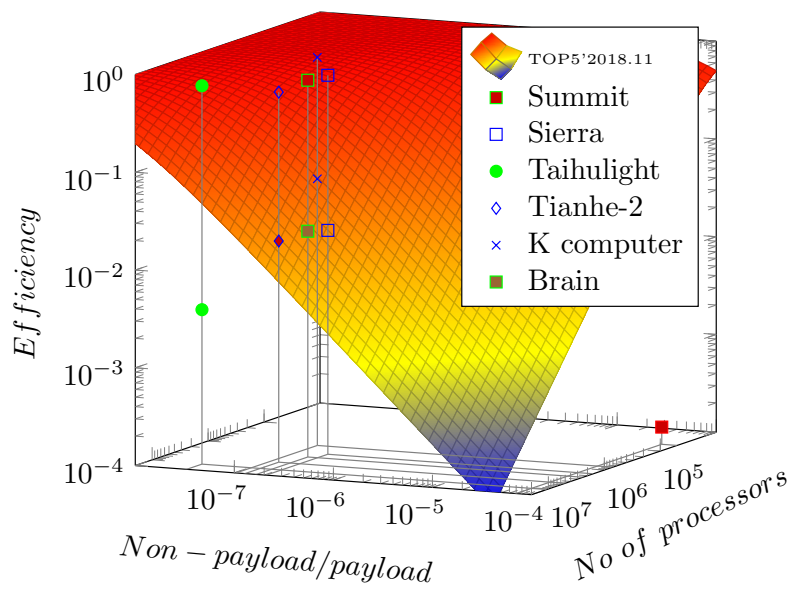 TOP5'2018.11
Summit
Sierra
Taihulight
Tianhe-2
K computer
Brain
Efficiency
10^0
10^-1
10^-2
10^-3
10^-4
10^-7
10^-6
10^-5
10^-4
Non - payload/payload
10^7
10^6
10^5
No of processors